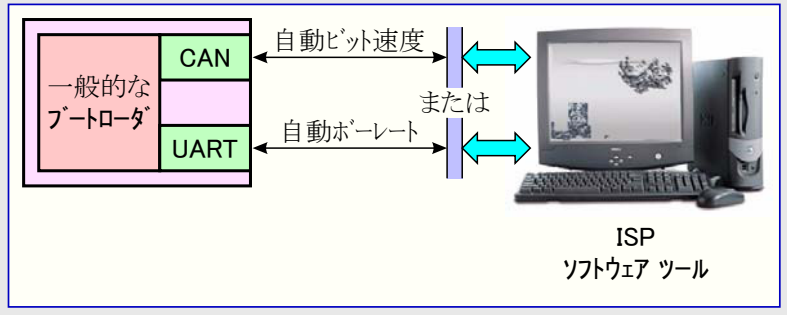 一般的な
ﾌﾞｰﾄﾛｰﾀﾞ
CAN
UART
自動ﾋﾞｯﾄ速度
または
自動ﾎﾞｰﾚｰﾄ
ISP
ｿﾌﾄｳｪｱ ﾂｰﾙ